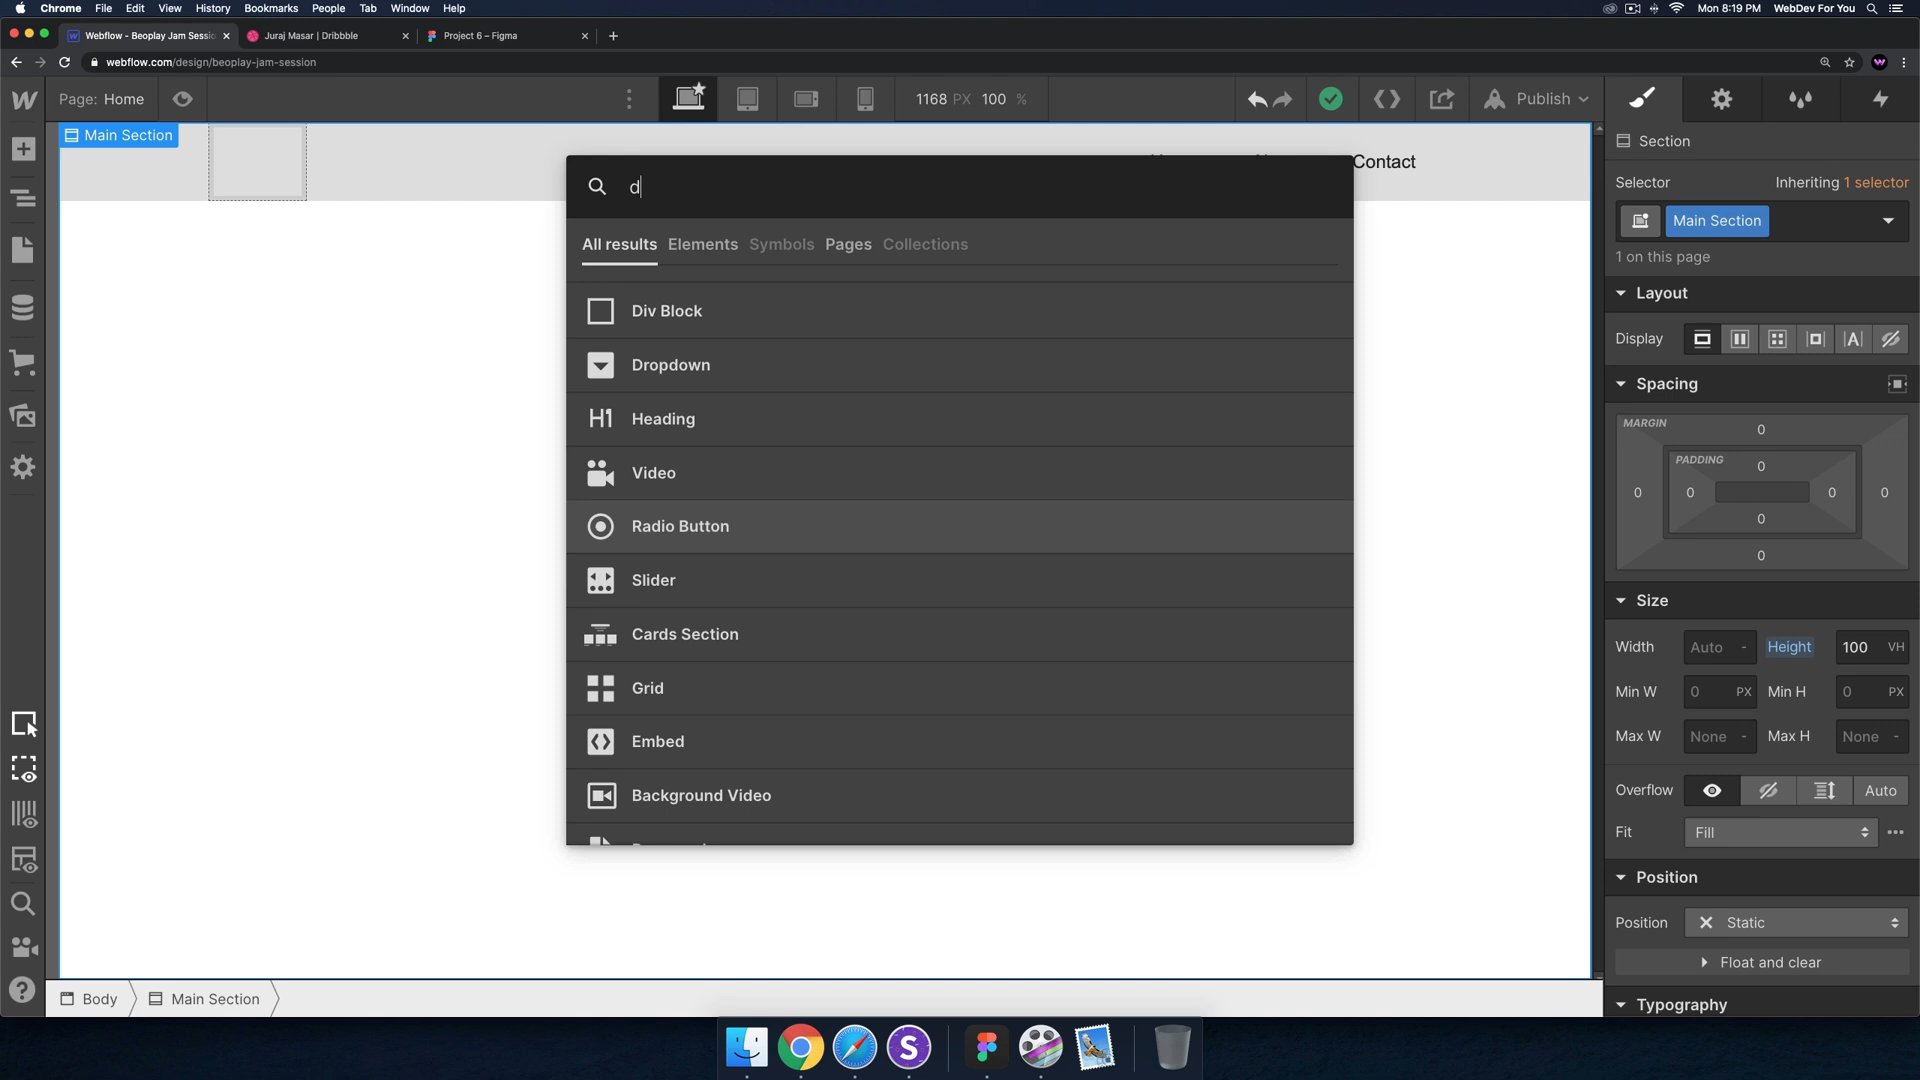 Chrome File Edit View History Bookmarks People Tab Window Help
Mon 8:19 PM WebDev For You
Webflow - Beoplay Jam Sessio
Juraj Masar | Dribbble
Project 6 – Figma
webflow.com/design/beoplay-jam-session
Page: Home
1168 PX 100 %
Publish
Main Section
Contact
d
All results Elements Symbols Pages Collections
Div Block
Dropdown
H1 Heading
Video
Radio Button
Slider
Cards Section
Grid
Embed
Background Video
Section
Selector Inheriting 1 selector
Main Section
1 on this page
Layout
Display
Spacing
MARGIN
0
PADDING
0
0 0 0 0
0
0
Size
Width Auto - Height 100 VH
Min W 0 PX Min H 0 PX
Max W None - Max H None -
Overflow Auto
Fit Fill
Position
Position Static
Float and clear
Typography
Body Main Section